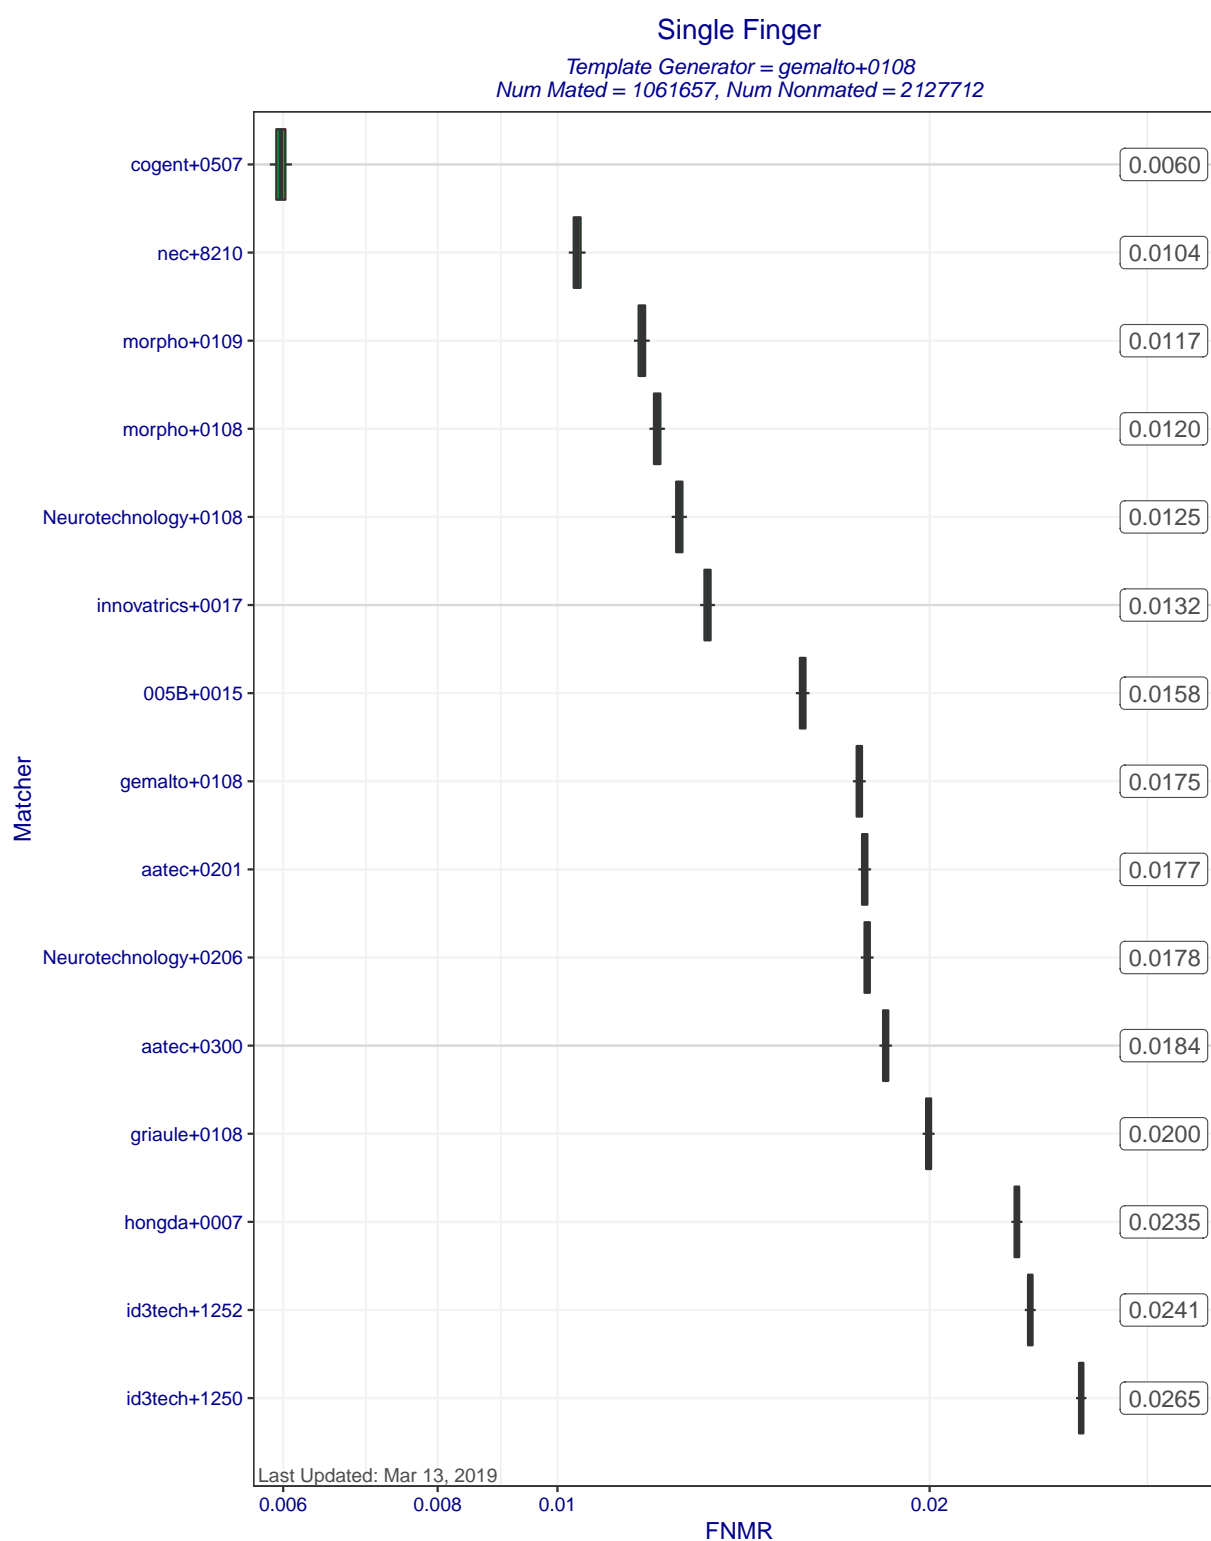 Single Finger
Template Generator = gemalto+0108
Num Mated = 1061657, Num Nonmated = 2127712
cogent+0507 0.0060
nec+8210 0.0104
morpho+0109 0.0117
morpho+0108 0.0120
Neurotechnology+0108 0.0125
innovatrics+0017 0.0132
005B+0015 0.0158
gemalto+0108 0.0175
aatec+0201 0.0177
Neurotechnology+0206 0.0178
aatec+0300 0.0184
griaule+0108 0.0200
hongda+0007 0.0235
id3tech+1252 0.0241
id3tech+1250 0.0265
Matcher
Last Updated: Mar 13, 2019
0.006 0.008 0.01 0.02
FNMR